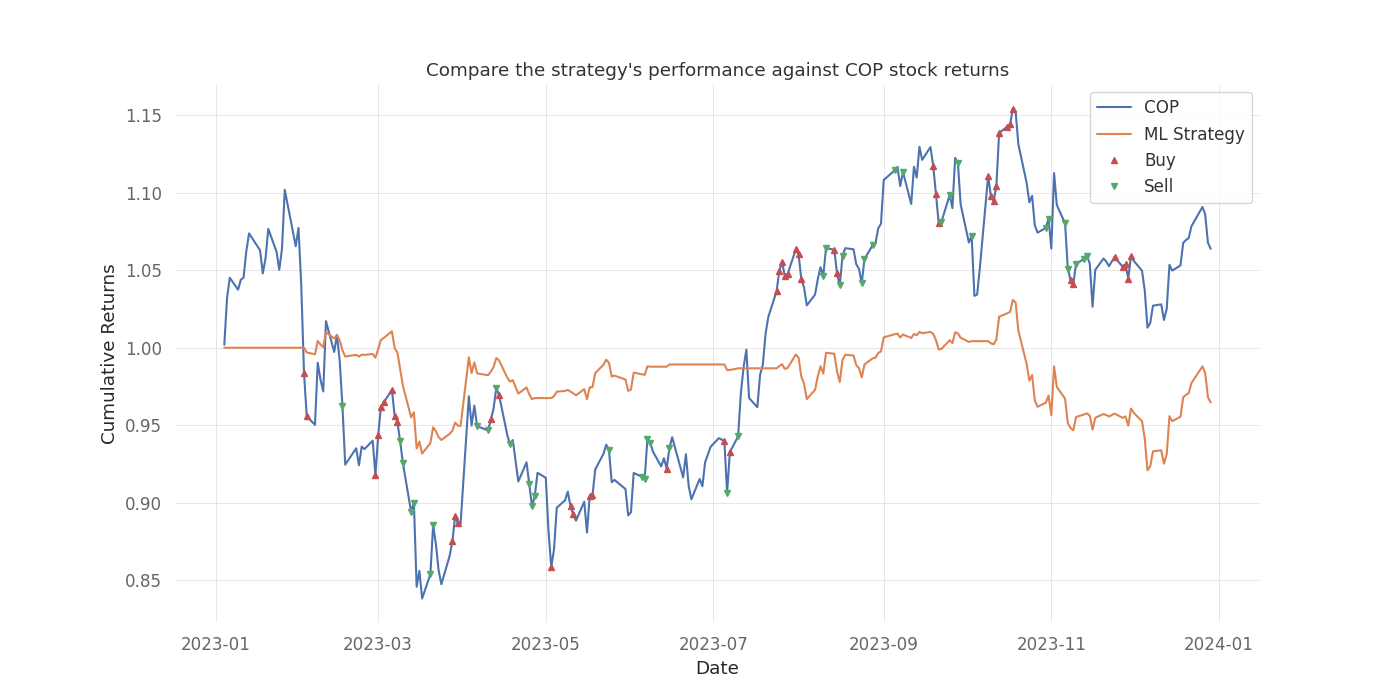 Compare the strategy's performance against COP stock returns
COP
ML Strategy
Buy
Sell
Cumulative Returns
1.15
1.10
1.05
1.00
0.95
0.90
0.85
2023-01
2023-03
2023-05
2023-07
2023-09
2023-11
2024-01
Date